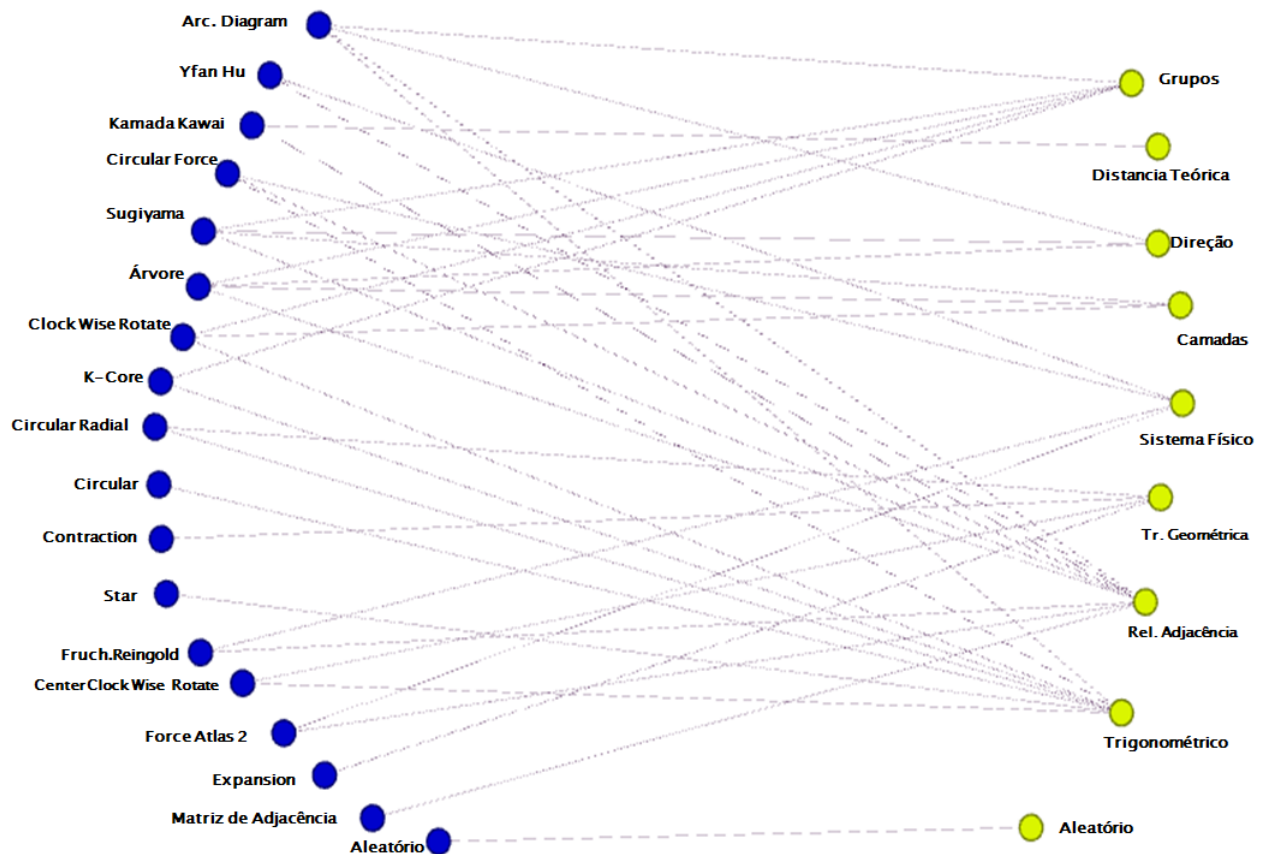 Arc. Diagram
Yfan Hu
Kamada Kawai
Circular Force
Sugiyama
Árvore
Clock Wise Rotate
K-Core
Circular Radial
Circular
Contraction
Star
Fruch.Reingold
Center Clock Wise Rotate
Force Atlas 2
Expansion
Matriz de Adjacência
Aleatório
Grupos
Distancia Teórica
Direção
Camadas
Sistema Físico
Tr. Geométrica
Rel. Adjacência
Trigonométrico
Aleatório